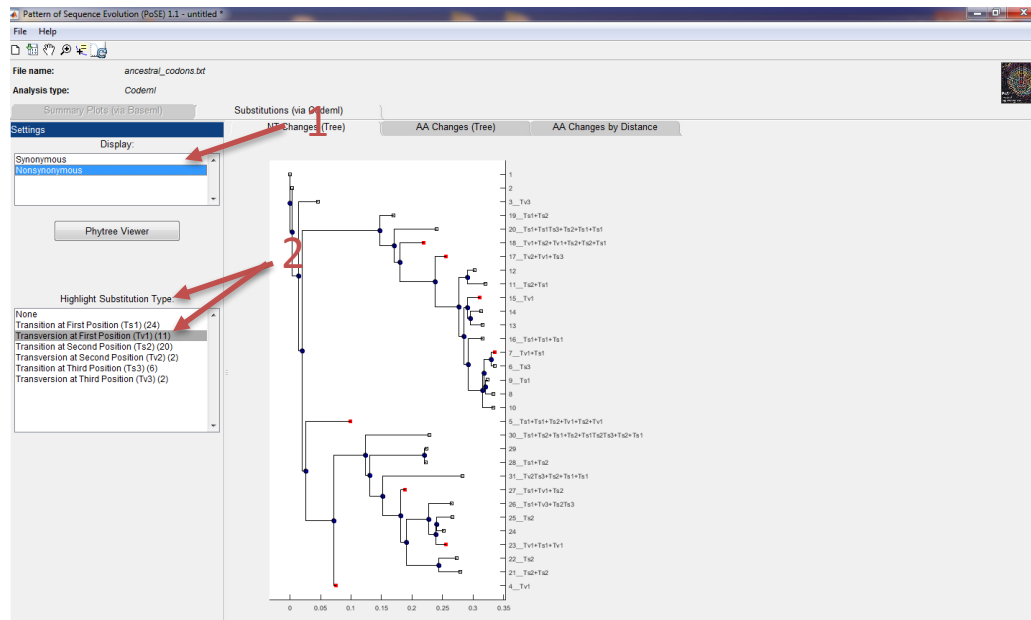 Pattern of Sequence Evolution (PoSE) 1.1 - untitled *
File Help
File name: ancestral_codons.txt
Analysis type: Codeml
Summary Plots (via Baseml) Substitutions (via Codeml)
Settings
NT Changes (Tree) AA Changes (Tree) AA Changes by Distance
1
Display:
Synonymous
Nonsynonymous
Phytree Viewer
2
Highlight Substitution Type:
None
Transition at First Position (Ts1) (24)
Transversion at First Position (Tv1) (11)
Transition at Second Position (Ts2) (20)
Transversion at Second Position (Tv2) (2)
Transition at Third Position (Ts3) (6)
Transversion at Third Position (Tv3) (2)
1
2
3__Tv3
19__Ts1+Ts2
20__Ts1+Ts1Ts3+Ts2+Ts1+Ts1
18__Tv1+Ts2+Tv1+Ts2+Ts2+Ts1
17__Tv2+Tv1+Ts3
12
11__Ts2+Ts1
15__Tv1
14
13
16__Ts1+Ts1+Ts1
7__Tv1+Ts1
6__Ts3
9__Ts1
8
10
5__Ts1+Ts1+Ts2+Tv1+Ts2+Tv1
30__Ts1+Ts2+Ts1+Ts2+Ts1Ts2Ts3+Ts2+Ts1
29
28__Ts1+Ts2
31__Tv2Ts3+Ts2+Ts1+Ts1
27__Ts1+Tv1+Ts2
26__Ts1+Tv3+Ts2Ts3
25__Ts2
24
23__Tv1+Ts1+Tv1
22__Ts2
21__Ts2+Ts2
4__Tv1
0 0.05 0.1 0.15 0.2 0.25 0.3 0.35